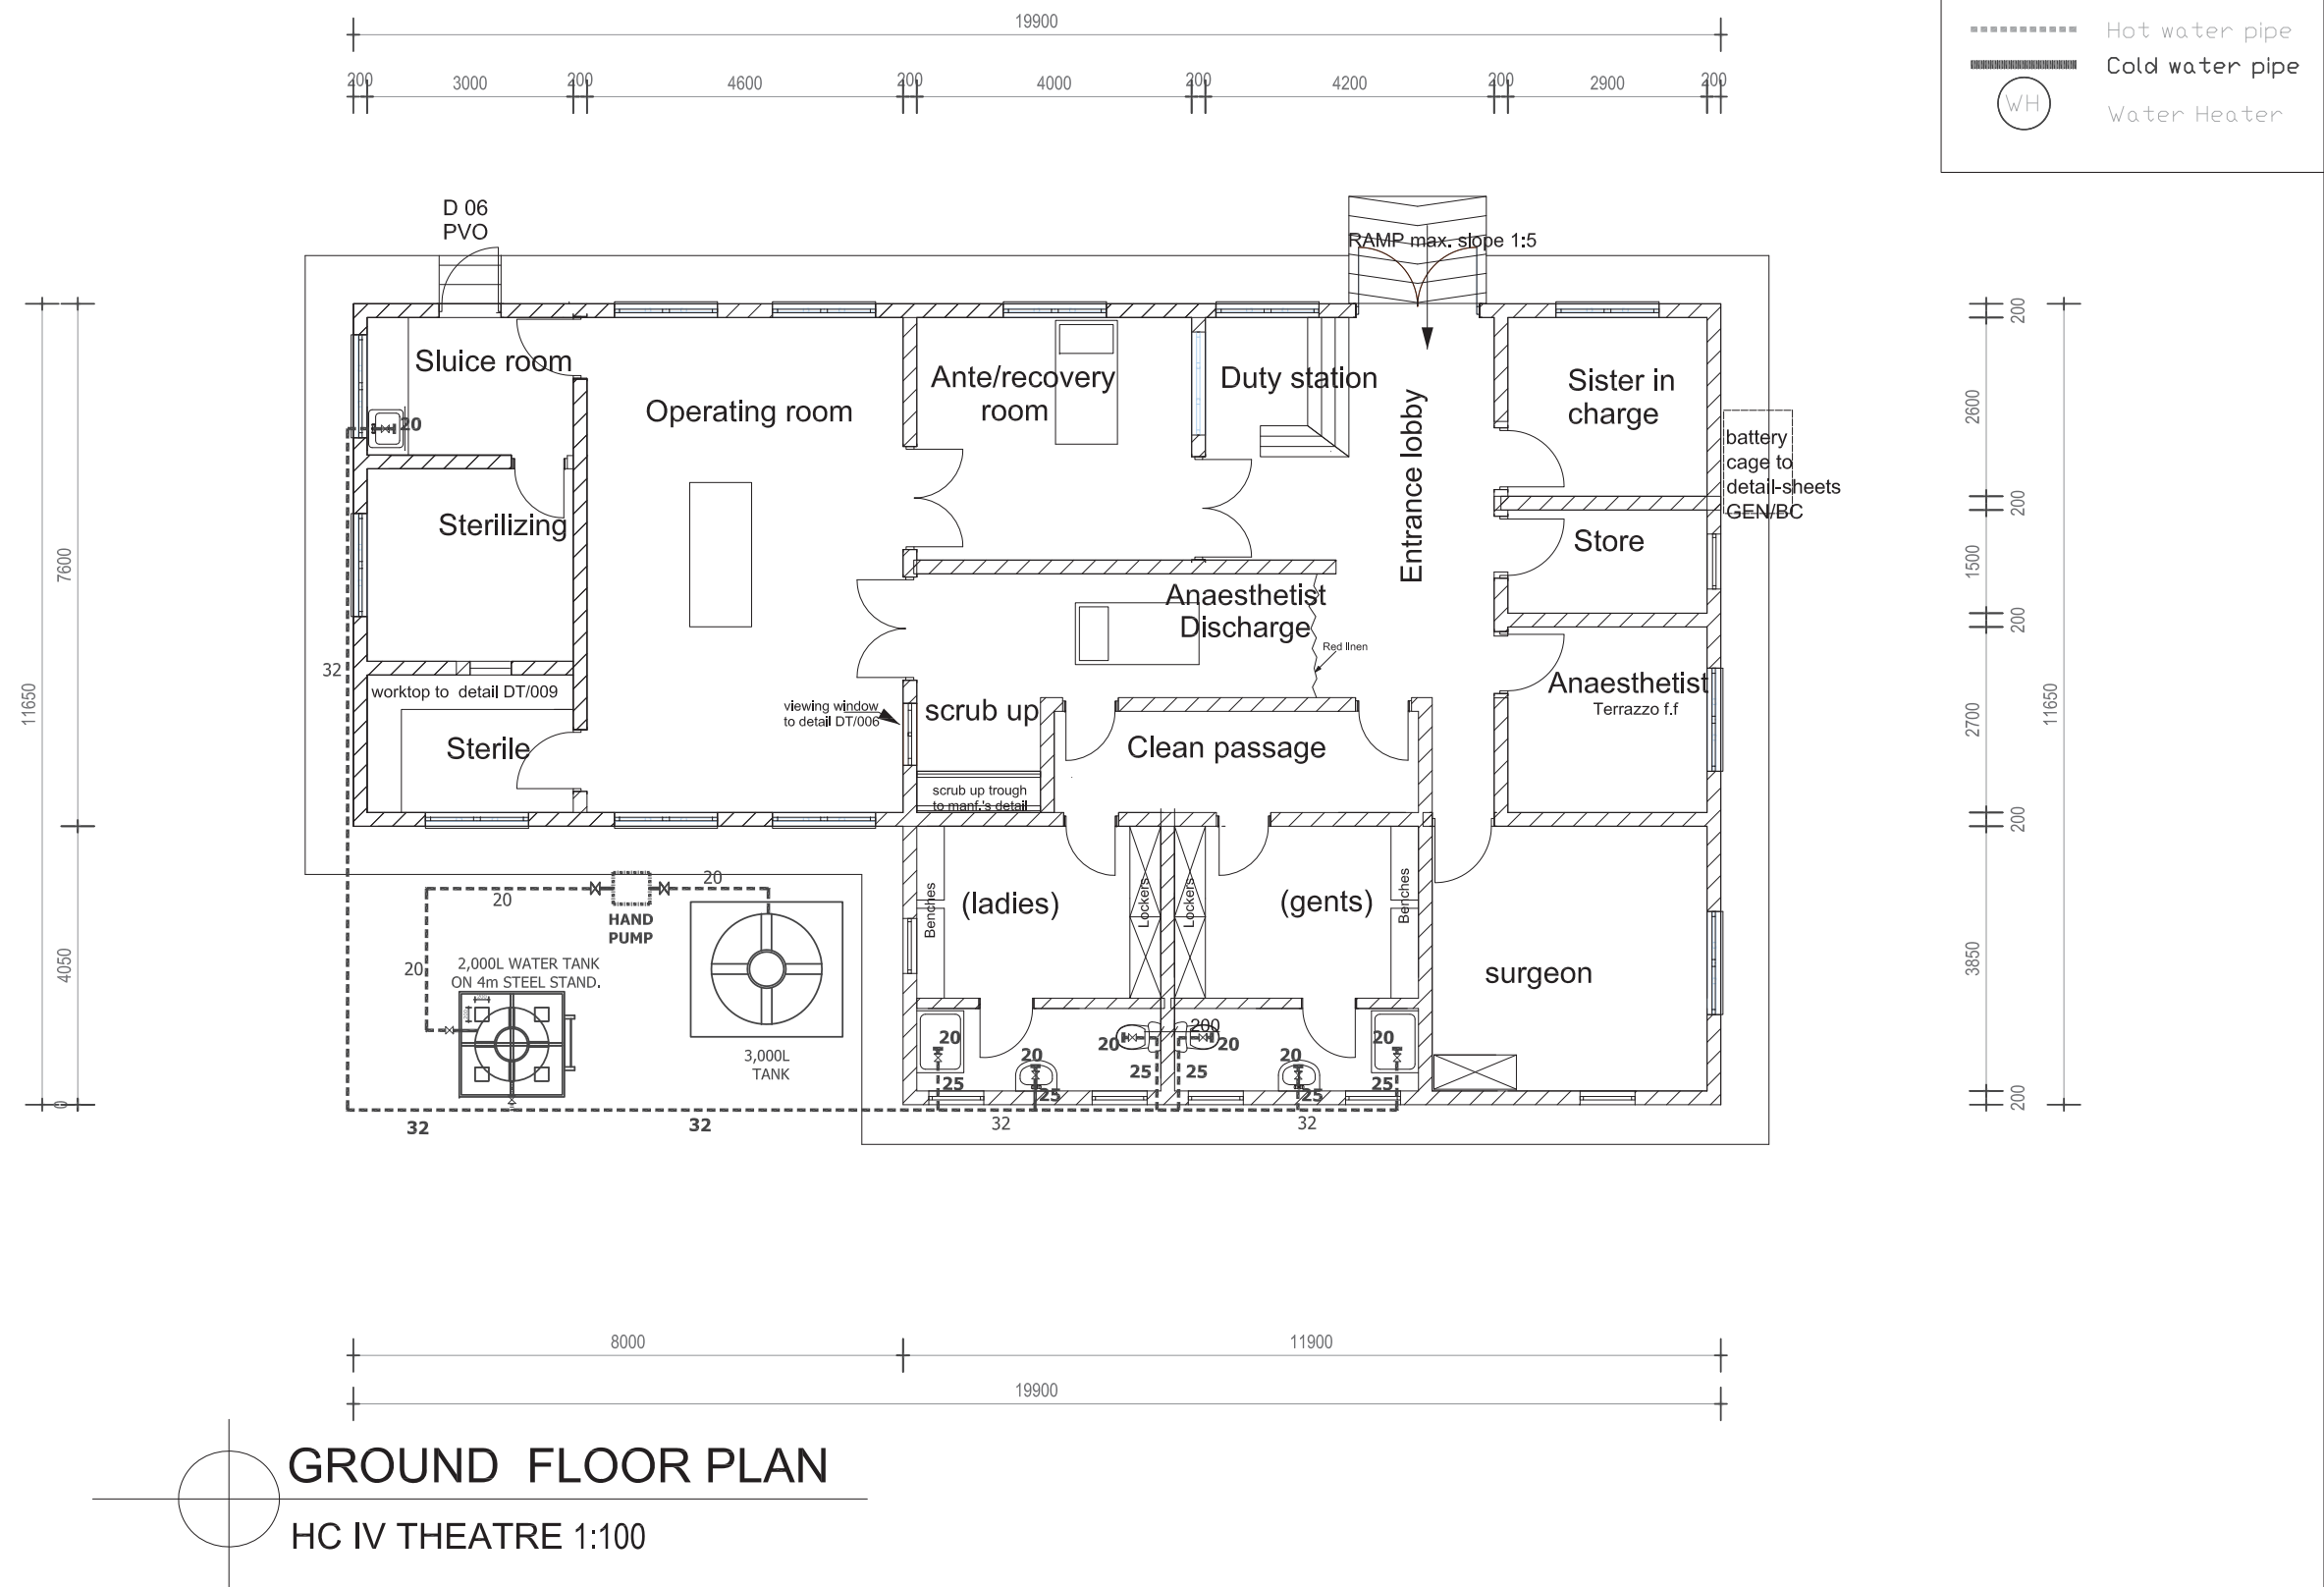 19900
200 3000 200 4600 200 4000 200 4200 200 2900 200
Hot water pipe
Cold water pipe
WH Water Heater
D 06
PVO
RAMP max. slope 1:5
Sluice room
20
Operating room
Ante/recovery
room
Duty station
Entrance lobby
Sister in
charge
battery
cage to
detail-sheets
GEN/BC
Sterilizing
Store
Anaesthetist
Discharge
Red linen
32
worktop to detail DT/009
Sterile
viewing window
to detail DT/006
scrub up
Clean passage
scrub up trough
to manf.'s detail
Anaesthetist
Terrazzo f.f
11650
7600
4050
0
200
2600
200
1500
200
2700
200
3850
200
11650
20
20
HAND
PUMP
20
2,000L WATER TANK
ON 4m STEEL STAND.
3,000L
TANK
Benches
(ladies)
Lockers
Lockers
(gents)
Benches
surgeon
20
25
20
25
20
25
200
20
25
20
25
20
25
32
32
32
32
8000 11900
19900
GROUND FLOOR PLAN
HC IV THEATRE 1:100